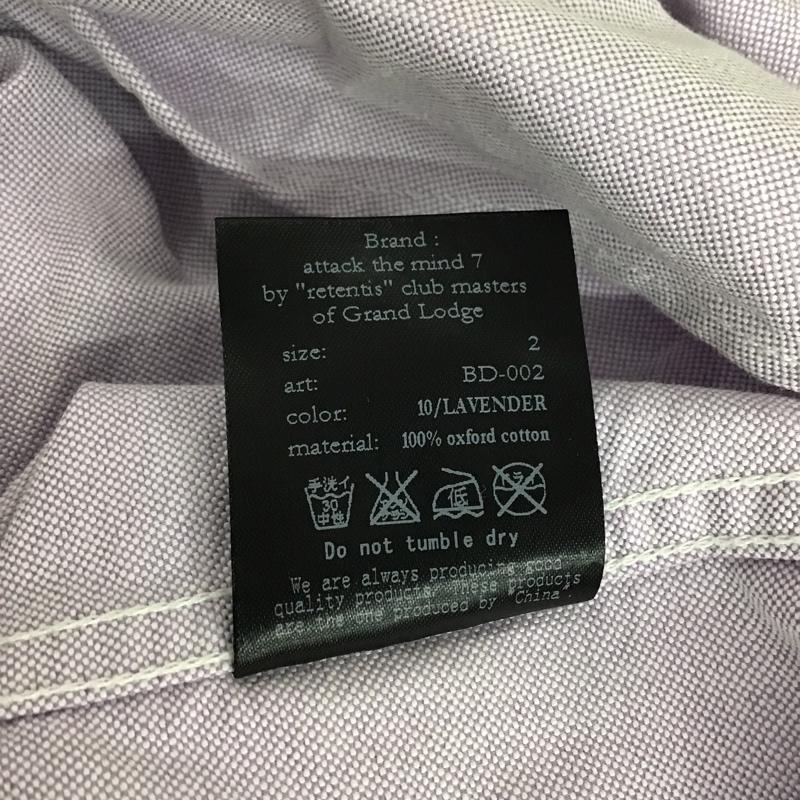 Brand :
attack the mind 7
by "retentis" club masters
of Grand Lodge
size: 2
art: BD-002
color: 10/LAVENDER
material: 100% oxford cotton
手洗イ
30
中性
低
Do not tumble dry
We are always producing good
quality products. These products
are the one produced by "China".